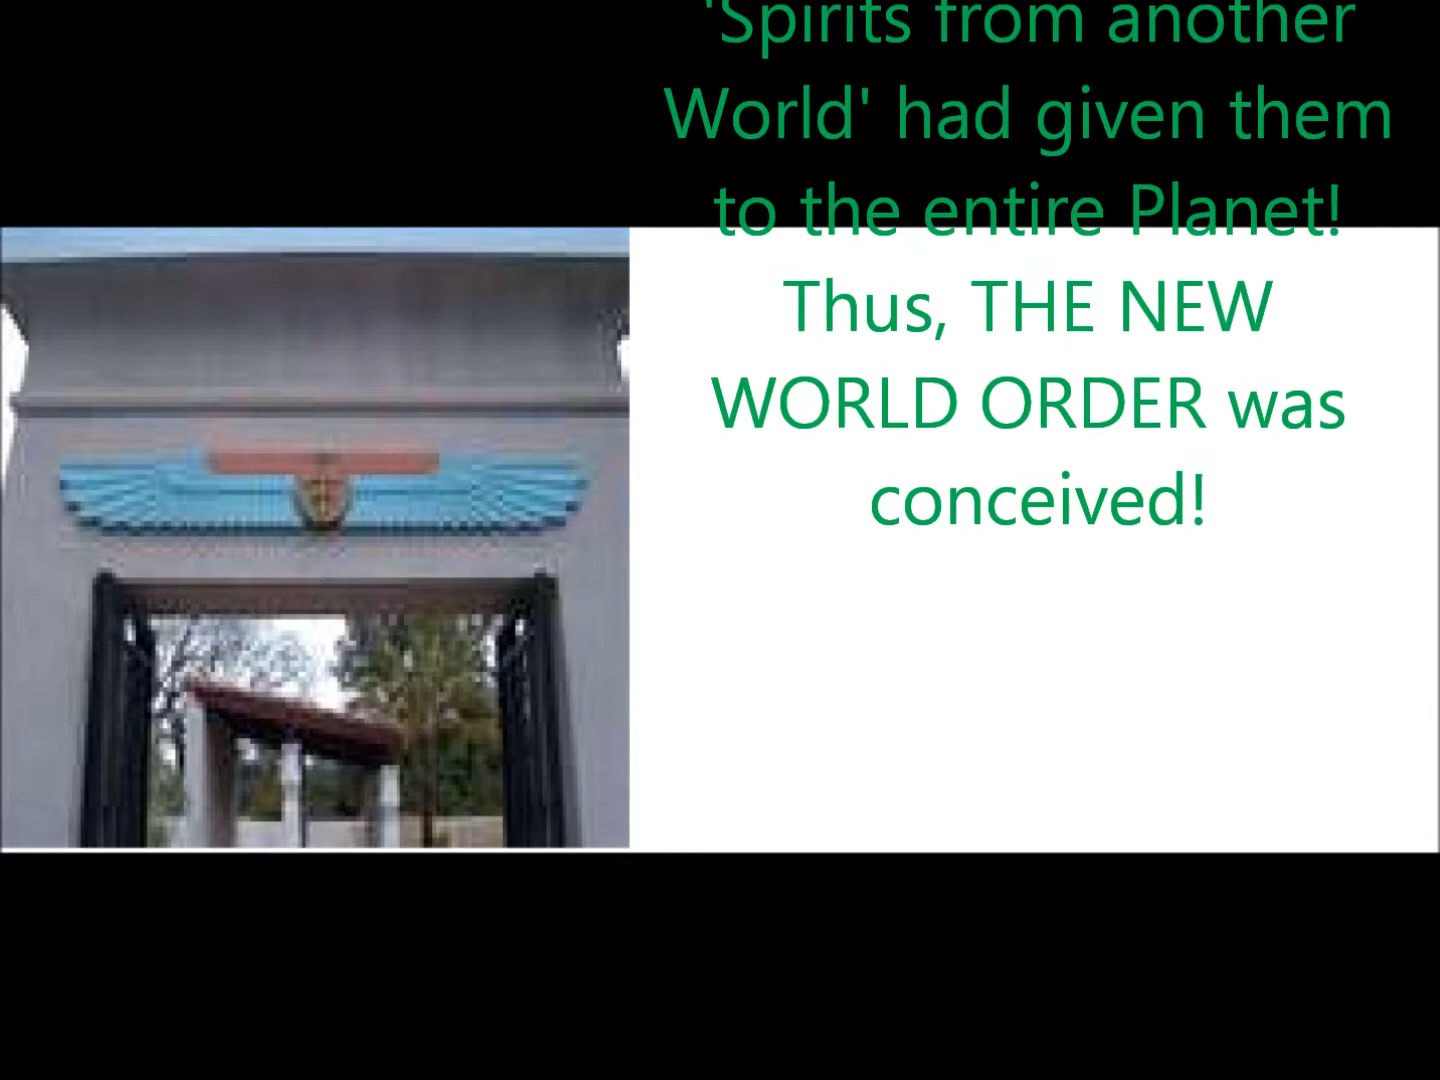 'Spirits from another
World' had given them
to the entire Planet!
Thus, THE NEW
WORLD ORDER was
conceived!